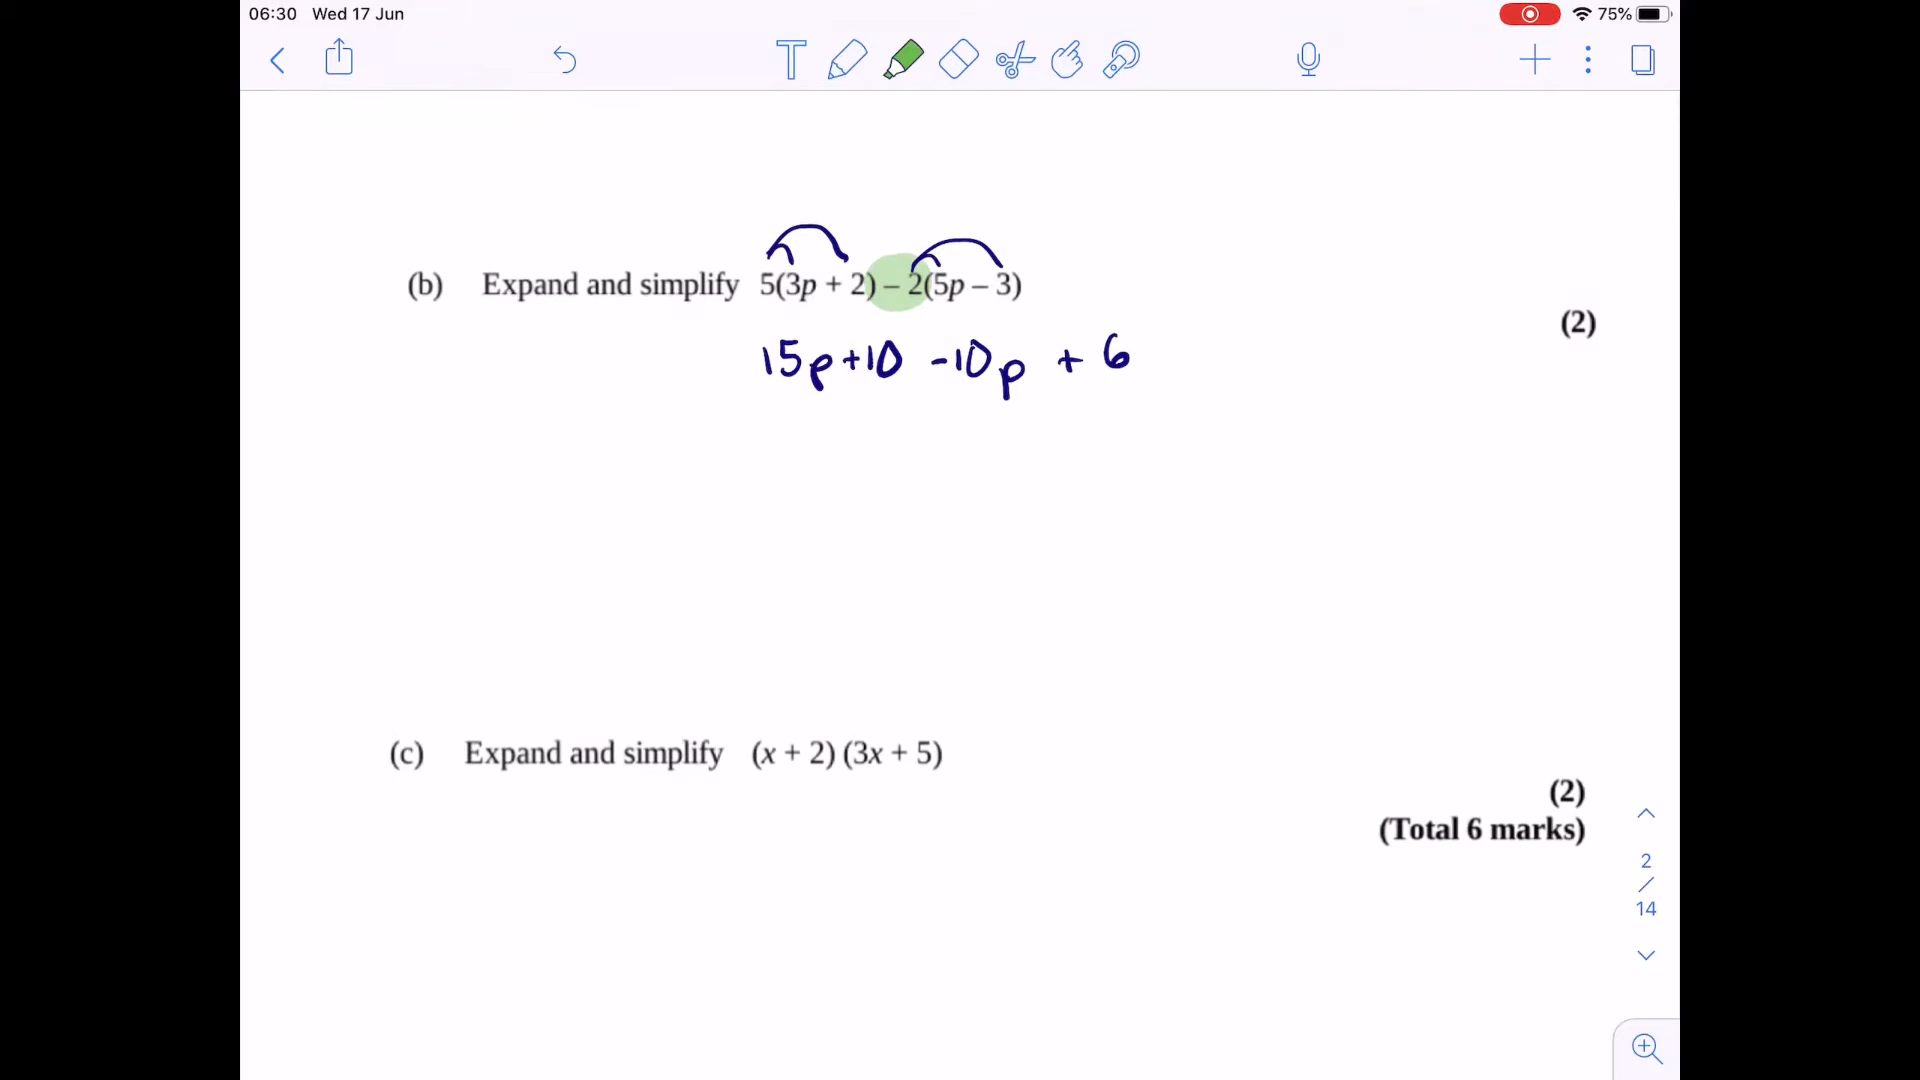 06:30 Wed 17 Jun 75%
T
(b) Expand and simplify 5(3p + 2) – 2(5p – 3)
(2)
15p+10 -10p + 6
(c) Expand and simplify (x + 2) (3x + 5)
(2)
(Total 6 marks)
2
/
14